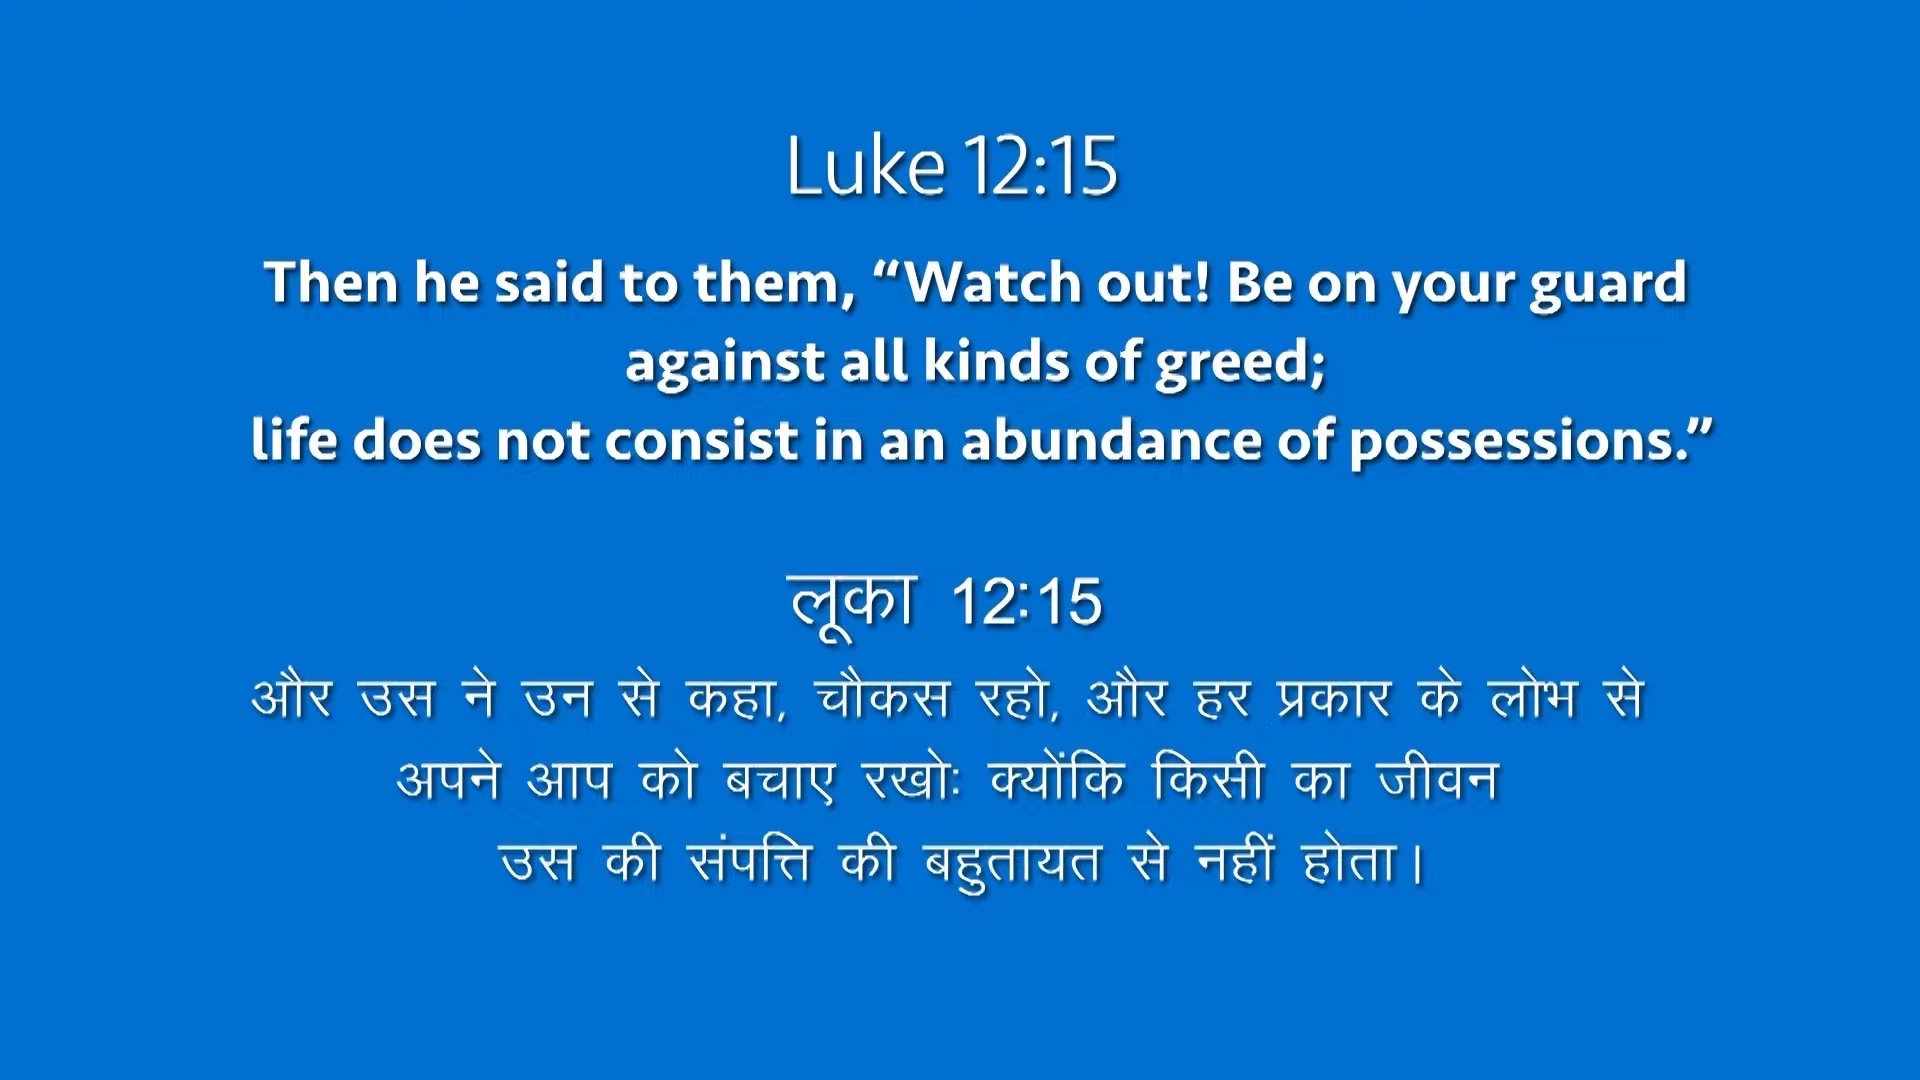 Luke 12:15
Then he said to them, “Watch out! Be on your guard
against all kinds of greed;
life does not consist in an abundance of possessions.”
लूका 12:15
और उस ने उन से कहा, चौकस रहो, और हर प्रकार के लोभ से
अपने आप को बचाए रखोः क्योंकि किसी का जीवन
उस की संपत्ति की बहुतायत से नहीं होता।